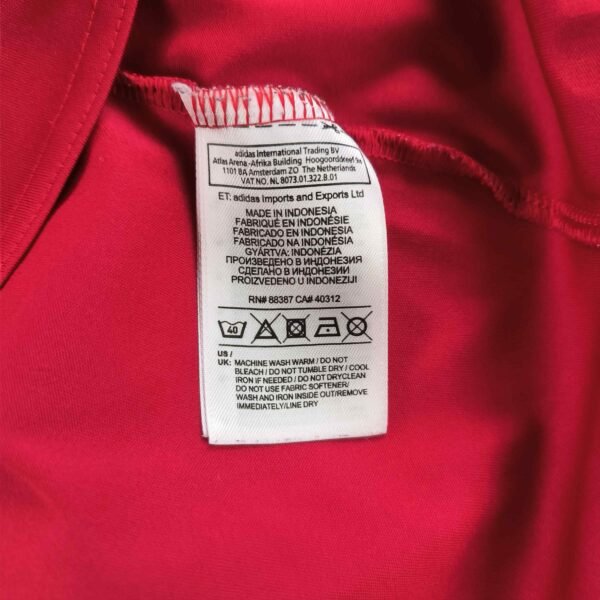 adidas International Trading BV
Atlas Arena.-Afrika Building Hoogoorddreef 9a
1101 BA Amsterdam ZO The Netherlands
VAT NO. NL 8073.01.322.B.01
ET: adidas Imports and Exports Ltd
MADE IN INDONESIA
FABRIQUÉ EN INDONÉSIE
FABRICADO EN INDONESIA
FABRICADO NA INDONÉSIA
GYÁRTVA: INDONÉZIA
ПРОИЗВЕДЕНО В ИНДОНЕЗИЯ
СДЕЛАНО В ИНДОНЕЗИИ
PROIZVEDENO U INDONEZIJI
RN# 88387 CA# 40312
40
US /
UK: MACHINE WASH WARM / DO NOT
BLEACH / DO NOT TUMBLE DRY / COOL
IRON IF NEEDED / DO NOT DRYCLEAN
DO NOT USE FABRIC SOFTENER/
WASH AND IRON INSIDE OUT/REMOVE
IMMEDIATELY/LINE DRY